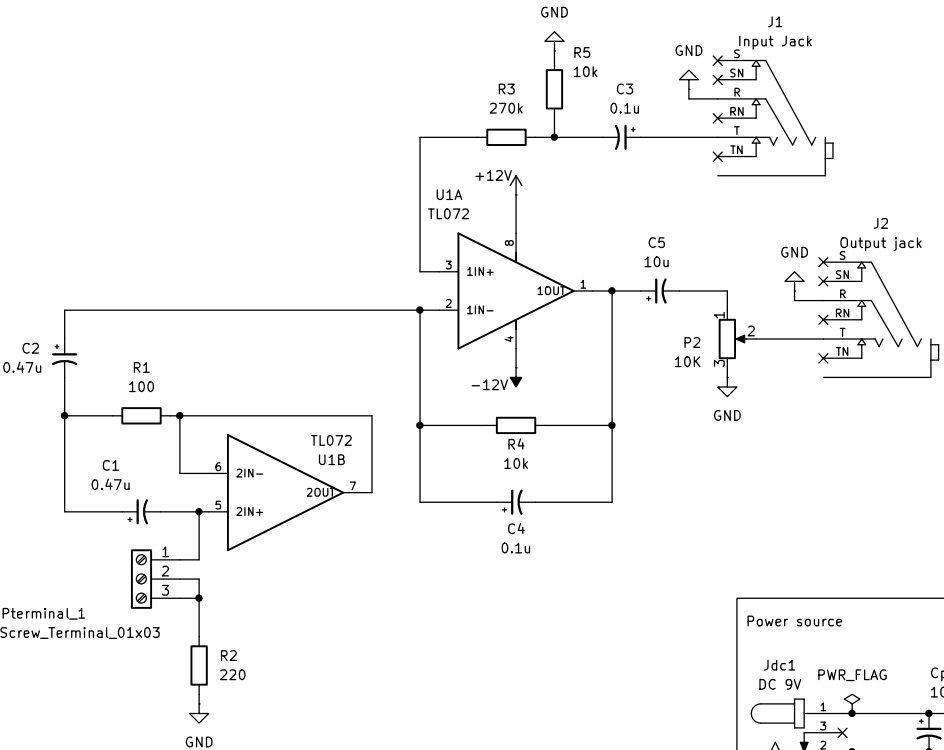 GND
J1
Input Jack
S
SN
GND
R
RN
T
TN
R5
10k
R3
270k
C3
0.1u
+
+12V
U1A
TL072
8
3 1IN+
2 1IN-
1OUT 1
4
-12V
C5
10u
+
J2
Output jack
S
SN
GND
R
RN
T
TN
1
2
3
P2
10K
GND
C2
0.47u
+
R1
100
TL072
U1B
6 2IN-
5 2IN+
2OUT 7
C1
0.47u
+
R4
10k
+
C4
0.1u
1
2
3
Pterminal_1
Screw_Terminal_01x03
R2
220
GND
Power source
Jdc1
DC 9V
PWR_FLAG
1
3
2
+